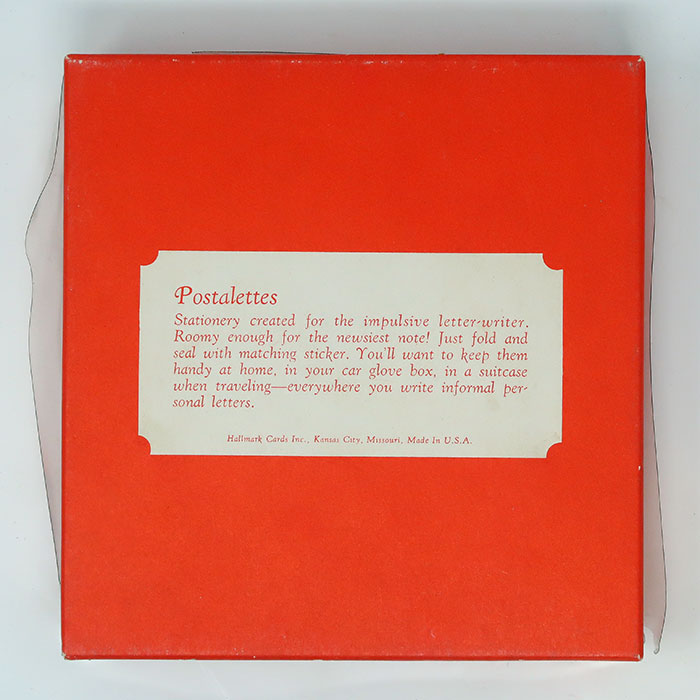 Postalettes
Stationery created for the impulsive letter-writer.
Roomy enough for the newsiest note! Just fold and
seal with matching sticker. You'll want to keep them
handy at home, in your car glove box, in a suitcase
when traveling—everywhere you write informal per-
sonal letters.
Hallmark Cards Inc., Kansas City, Missouri, Made In U.S.A.